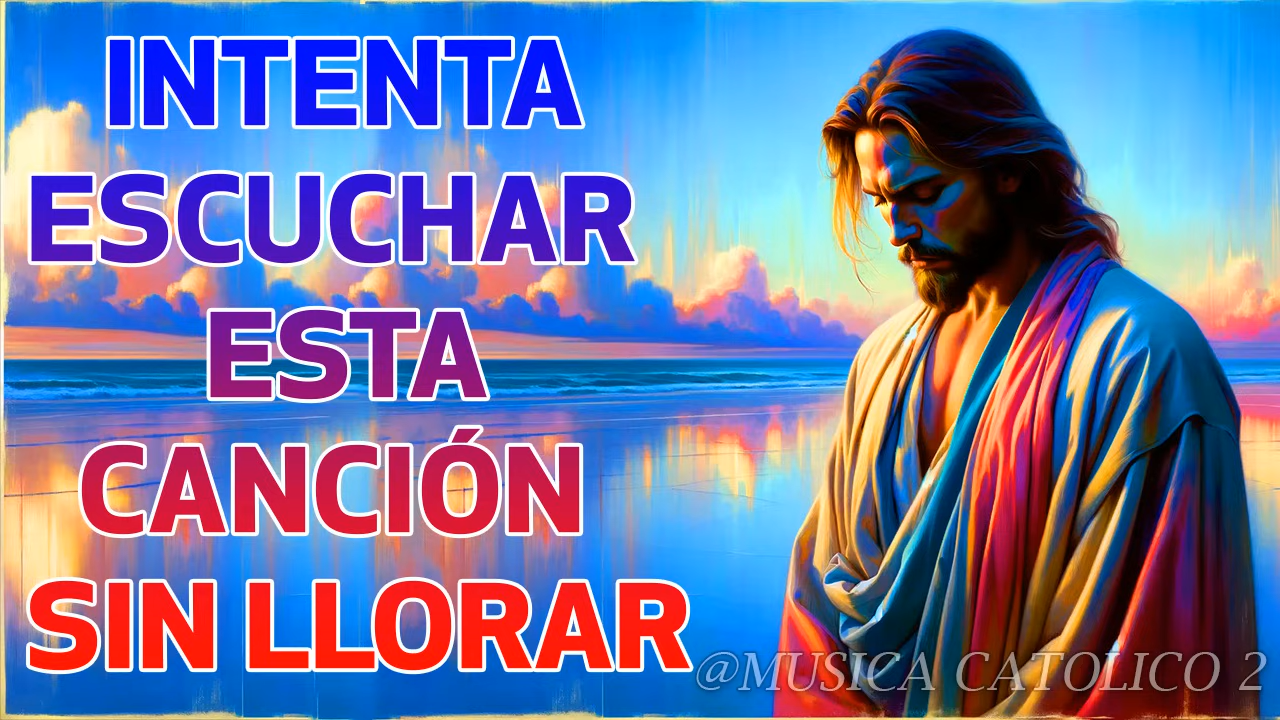 INTENTA
ESCUCHAR
ESTA
CANCIÓN
SIN LLORAR
@MUSICA CATOLICO 2